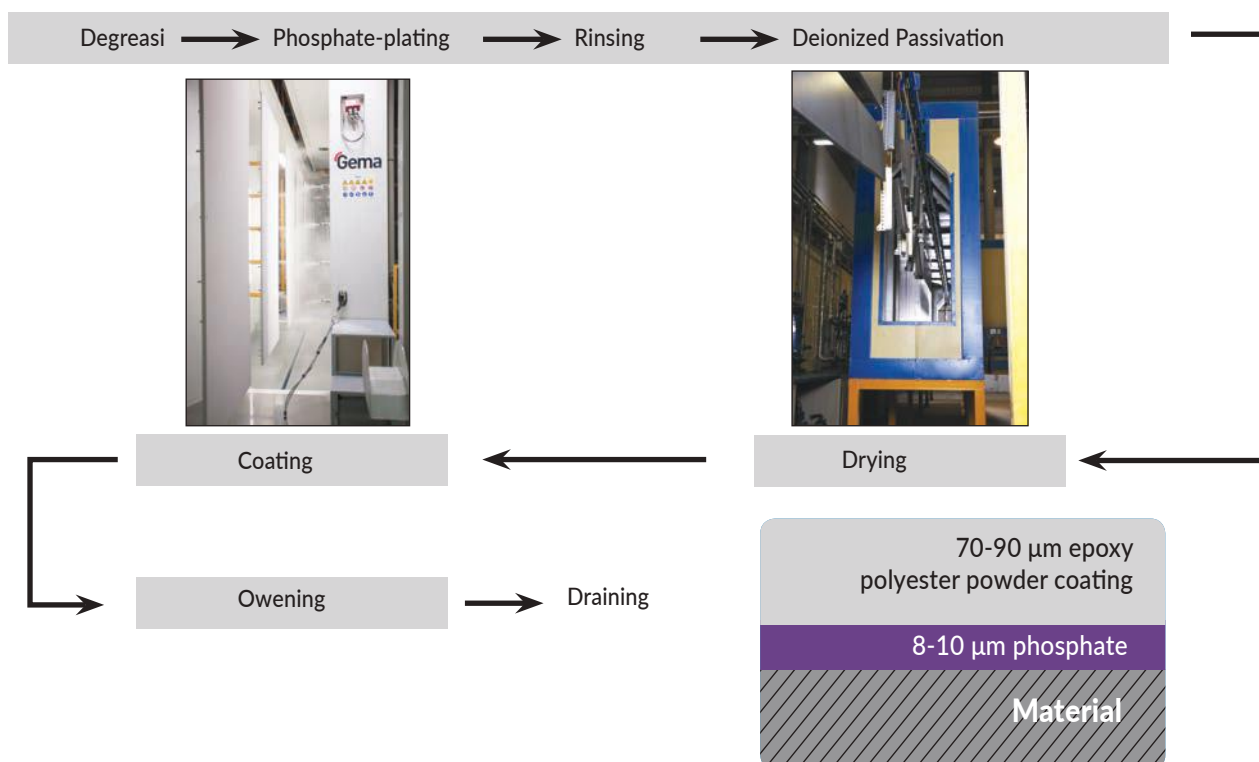 Degreasi
Phosphate-plating
Rinsing
Deionized Passivation
Gema
Coating
Drying
Owening
Draining
70-90 µm epoxy
polyester powder coating
8-10 µm phosphate
Material